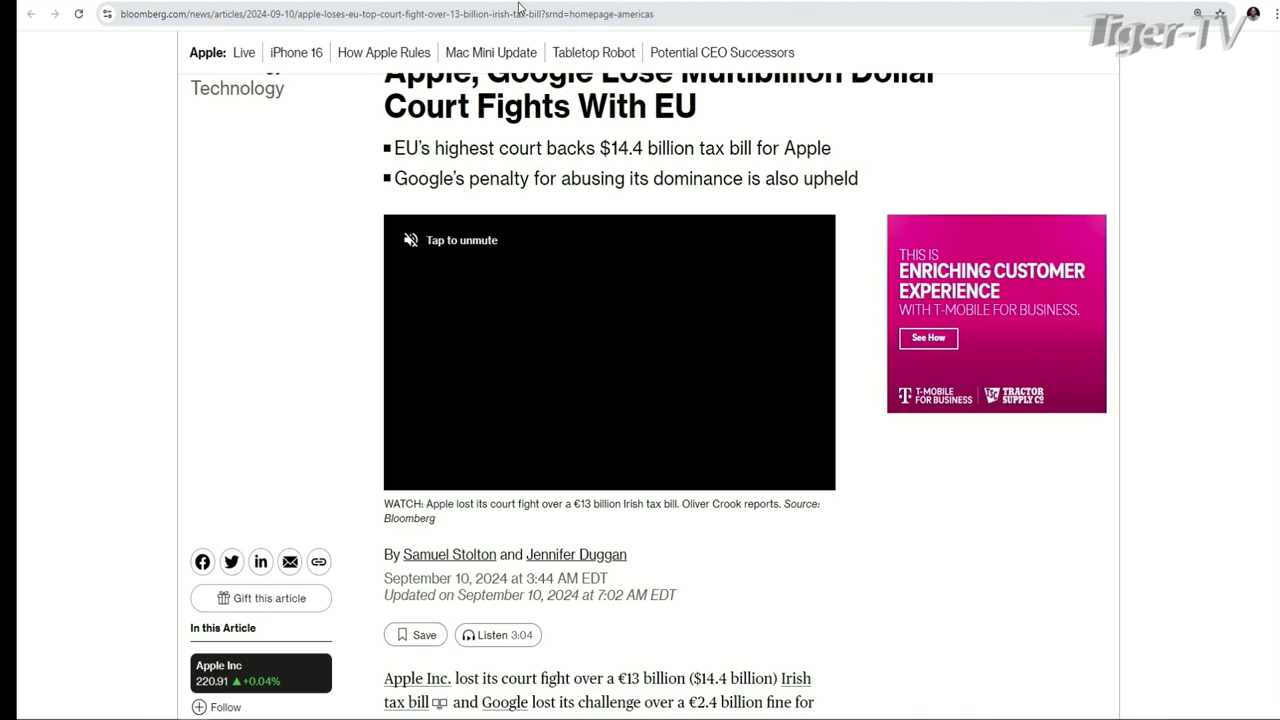 bloomberg.com/news/articles/2024-09-10/apple-loses-eu-top-court-fight-over-13-billion-irish-tax-bill?srnd=homepage-americas
Tiger-TV
Apple: Live iPhone 16 How Apple Rules Mac Mini Update Tabletop Robot Potential CEO Successors
Technology
Apple, Google Lose Multibillion Dollar
Court Fights With EU
EU's highest court backs $14.4 billion tax bill for Apple
Google's penalty for abusing its dominance is also upheld
Tap to unmute
THIS IS
ENRICHING CUSTOMER
EXPERIENCE
WITH T-MOBILE FOR BUSINESS.
See How
T-MOBILE
FOR BUSINESS
TSC
TRACTOR
SUPPLY CO
WATCH: Apple lost its court fight over a €13 billion Irish tax bill. Oliver Crook reports. Source:
Bloomberg
By Samuel Stolton and Jennifer Duggan
September 10, 2024 at 3:44 AM EDT
Updated on September 10, 2024 at 7:02 AM EDT
Gift this article
In this Article
Save
Listen 3:04
Apple Inc
220.91 ▲+0.04%
Follow
Apple Inc. lost its court fight over a €13 billion ($14.4 billion) Irish
tax bill and Google lost its challenge over a €2.4 billion fine for